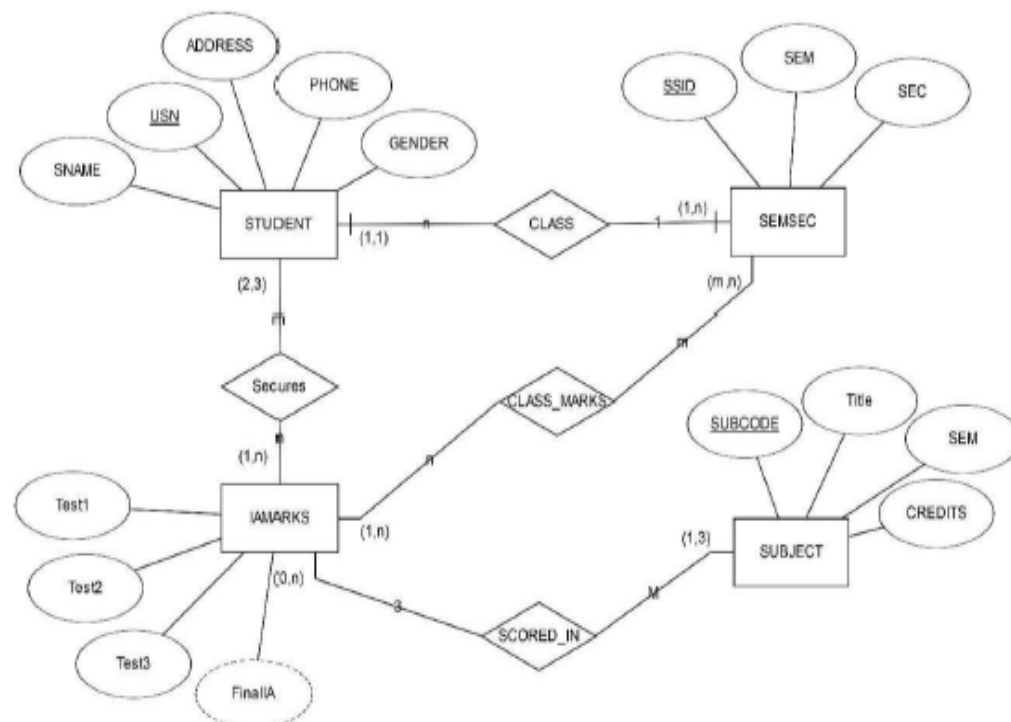 ADDRESS
SEM
PHONE
SSID
SEC
USN
GENDER
SNAME
STUDENT
n
CLASS
1
(1,n)
SEMSEC
(1,1)
(2,3)
(m,n)
m
m
Secures
CLASS_MARKS
Title
SUBCODE
n
SEM
(1,n)
n
Test1
IAMARKS
CREDITS
(1,n)
(1,3)
SUBJECT
(0,n)
Test2
3
M
SCORED_IN
Test3
FinalIA